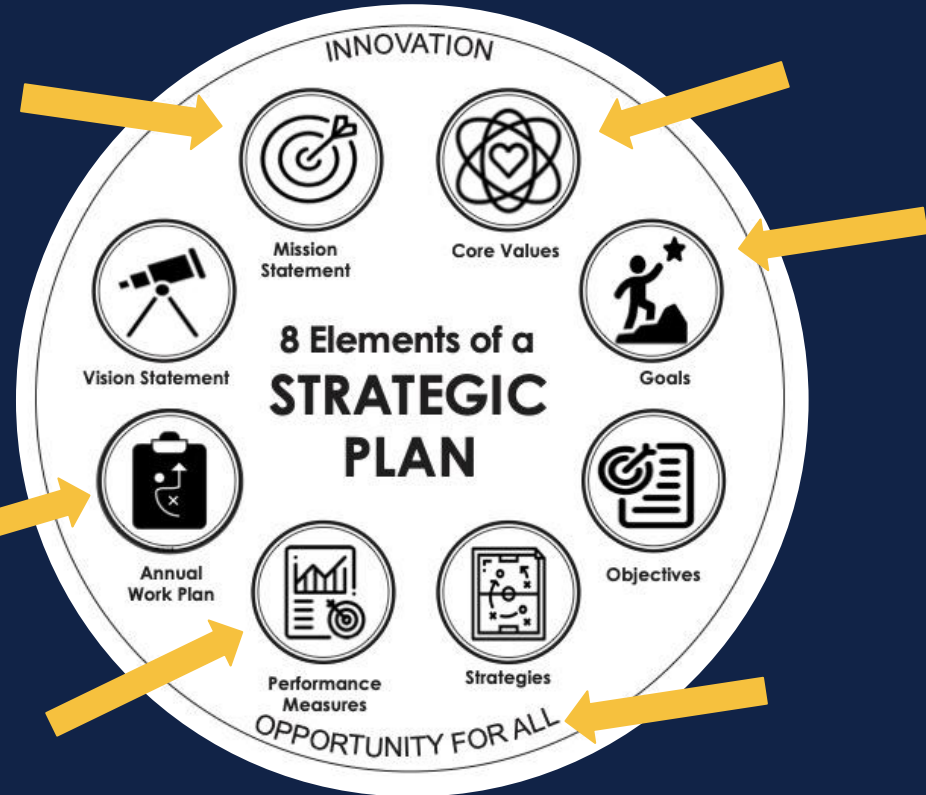 INNOVATION
Mission
Statement
Core Values
Vision Statement
Goals
8 Elements of a
STRATEGIC
PLAN
Annual
Work Plan
Objectives
Performance
Measures
Strategies
OPPORTUNITY FOR ALL